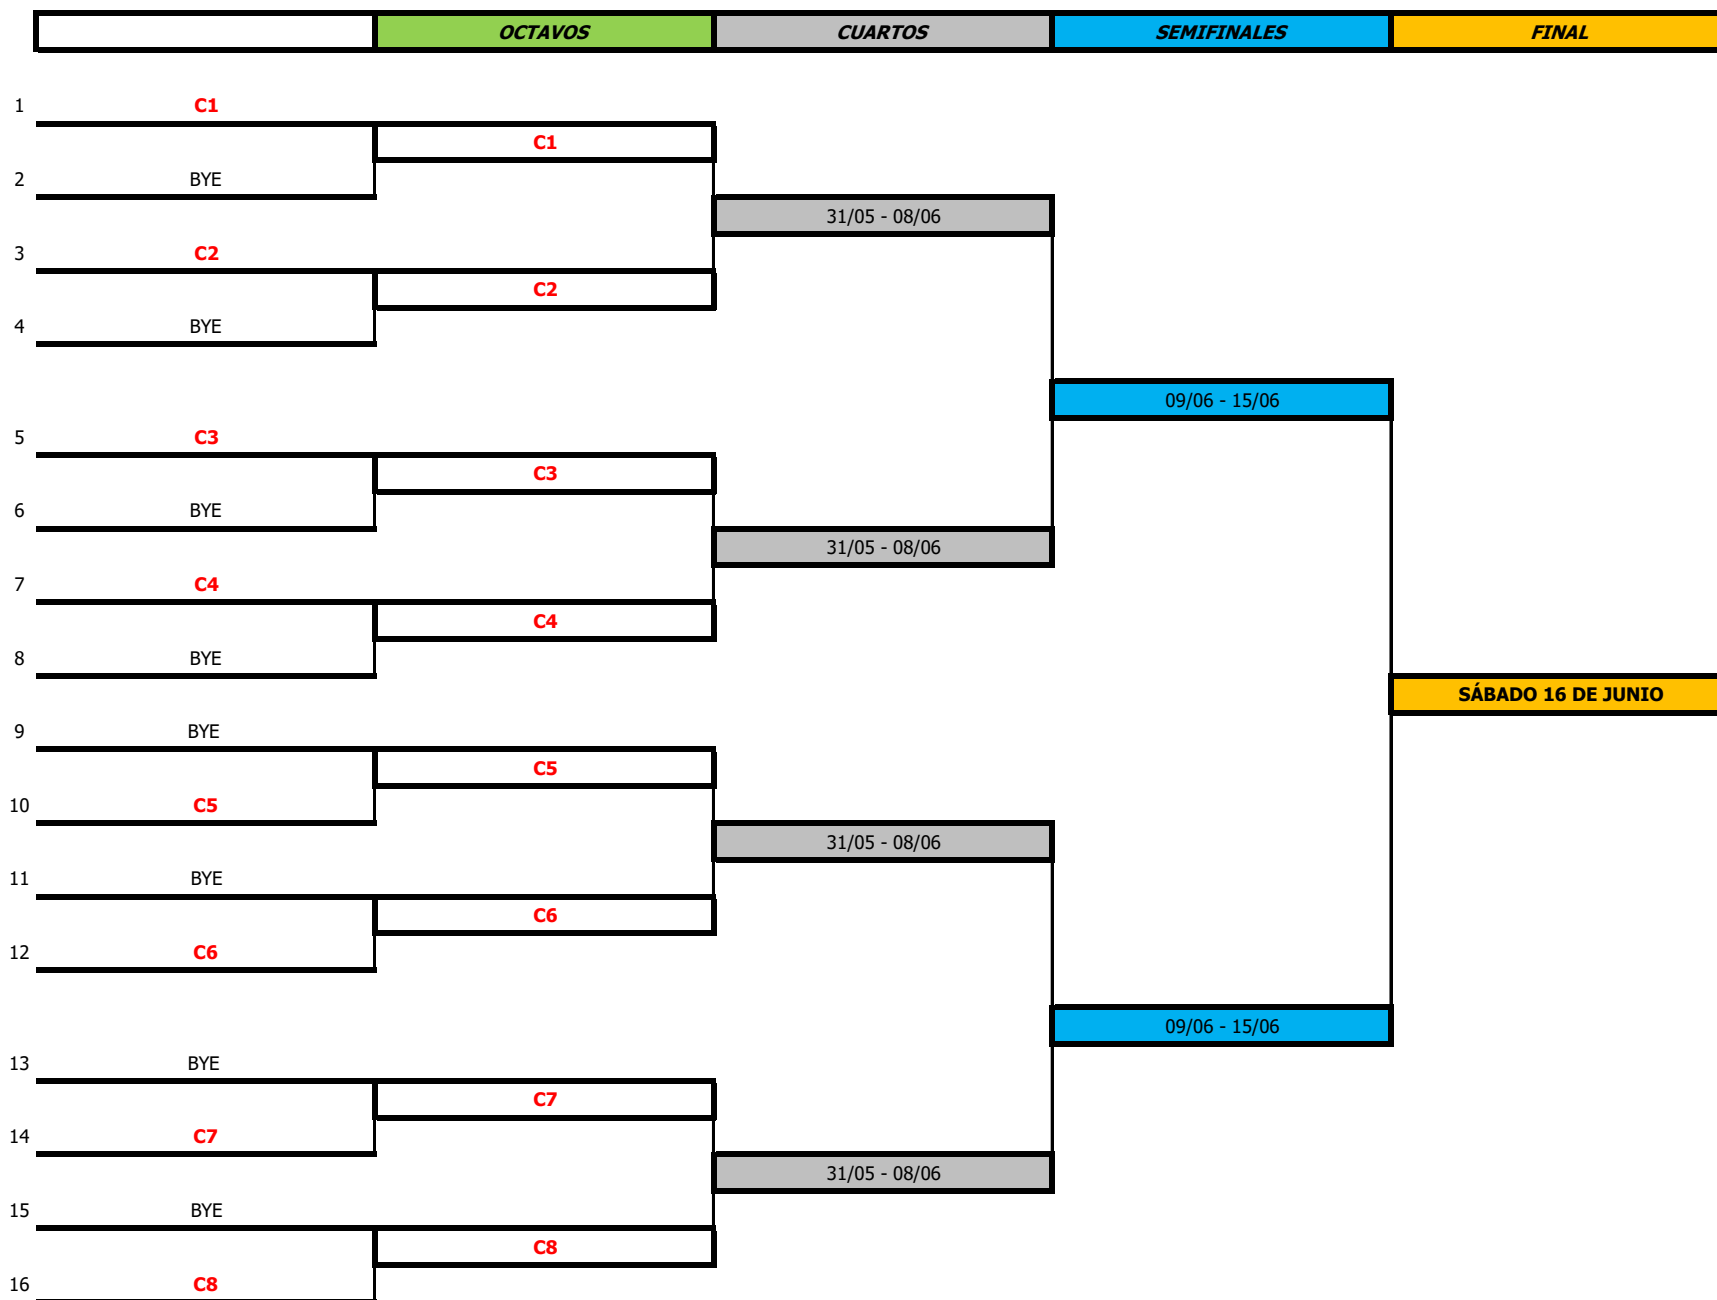 OCTAVOS CUARTOS SEMIFINALES FINAL
1 C1
C1
2 BYE
31/05 - 08/06
3 C2
C2
4 BYE
09/06 - 15/06
5 C3
C3
6 BYE
31/05 - 08/06
7 C4
C4
8 BYE
SÁBADO 16 DE JUNIO
9 BYE
C5
10 C5
31/05 - 08/06
11 BYE
C6
12 C6
09/06 - 15/06
13 BYE
C7
14 C7
31/05 - 08/06
15 BYE
C8
16 C8